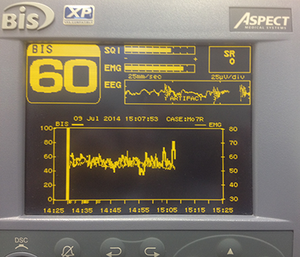 BIS
XP
ASPECT
MEDICAL SYSTEMS
BIS
60
SQI
- +
EMG
SR
0
25mm/sec 25µV/div
EEG
ARTIFACT
BIS 09 Jul 2014 15:07:53 CASE:Mo7R EMG
100 80
80 70
60 60
40 50
20 40
0 30
14:25 14:35 14:45 14:55 15:05 15:15 15:25
DSC